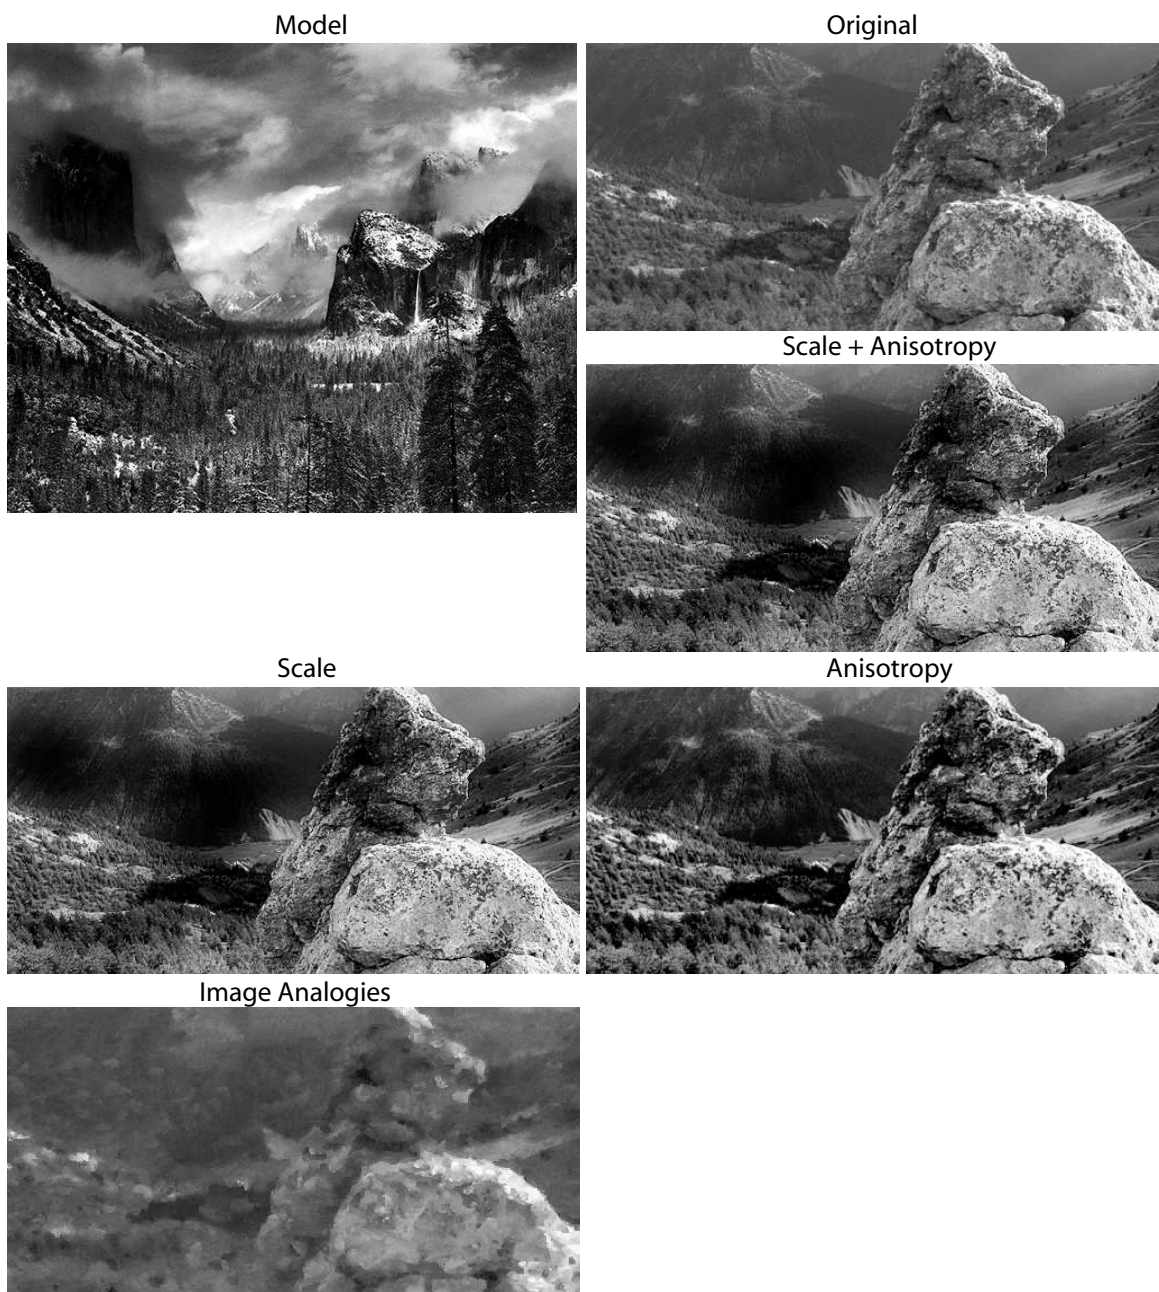 Model
Original
Scale + Anisotropy
Scale
Anisotropy
Image Analogies